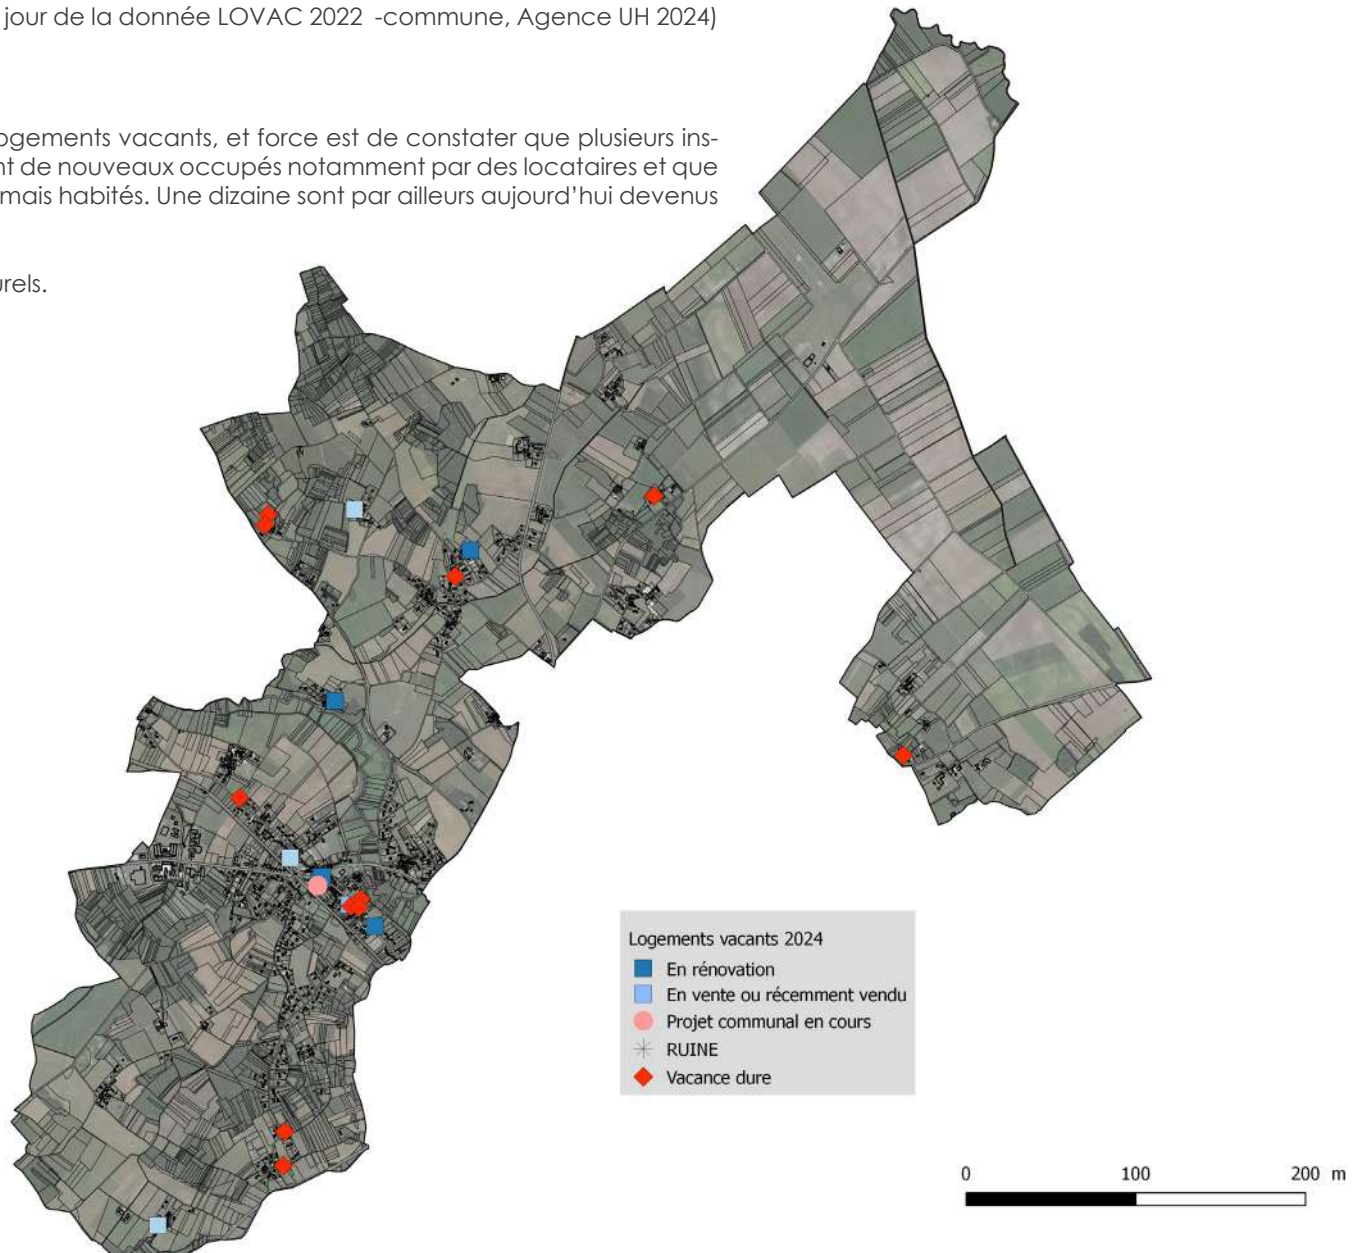 jour de la donnée LOVAC 2022 -commune, Agence UH 2024)
ogements vacants, et force est de constater que plusieurs ins-
nt de nouveaux occupés notamment par des locataires et que
mais habités. Une dizaine sont par ailleurs aujourd'hui devenus
urels.
Logements vacants 2024
En rénovation
En vente ou récemment vendu
Projet communal en cours
RUINE
Vacance dure
0 100 200 m